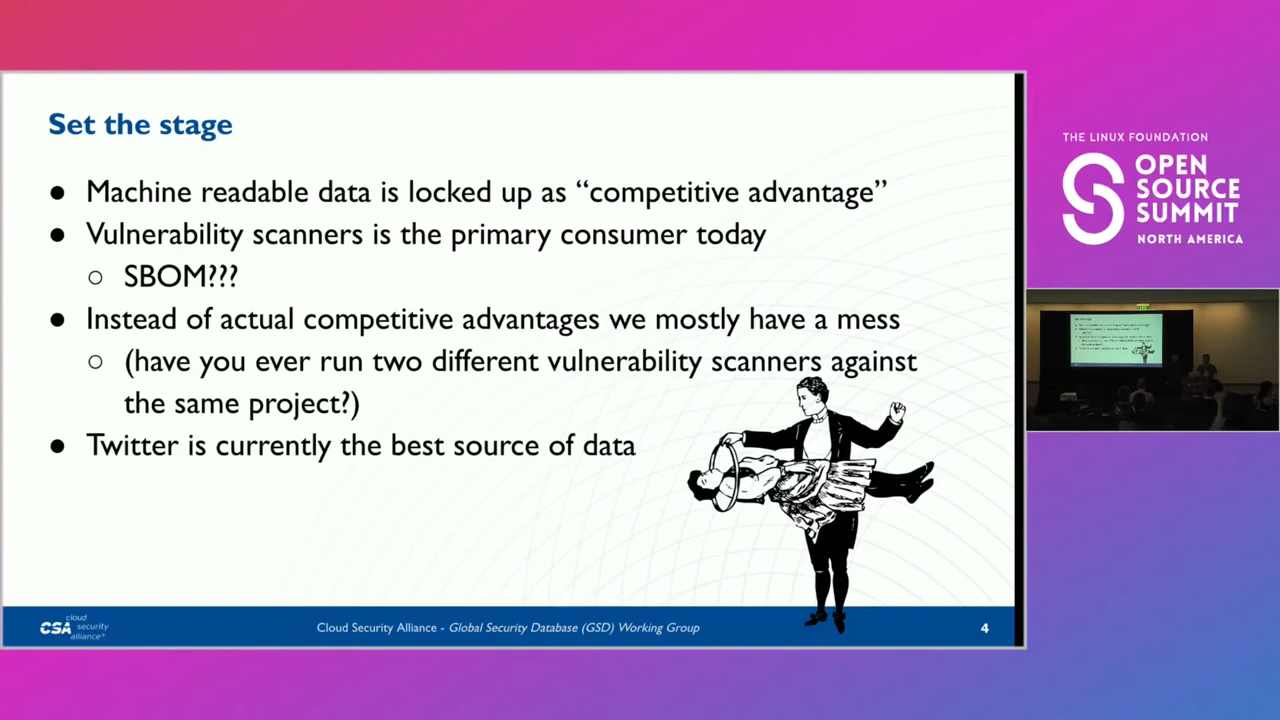 Set the stage
● Machine readable data is locked up as “competitive advantage”
● Vulnerability scanners is the primary consumer today
○ SBOM???
● Instead of actual competitive advantages we mostly have a mess
○ (have you ever run two different vulnerability scanners against
the same project?)
● Twitter is currently the best source of data
CSA cloud
security
alliance®
Cloud Security Alliance - Global Security Database (GSD) Working Group
4
THE LINUX FOUNDATION
OPEN
SOURCE
SUMMIT
NORTH AMERICA